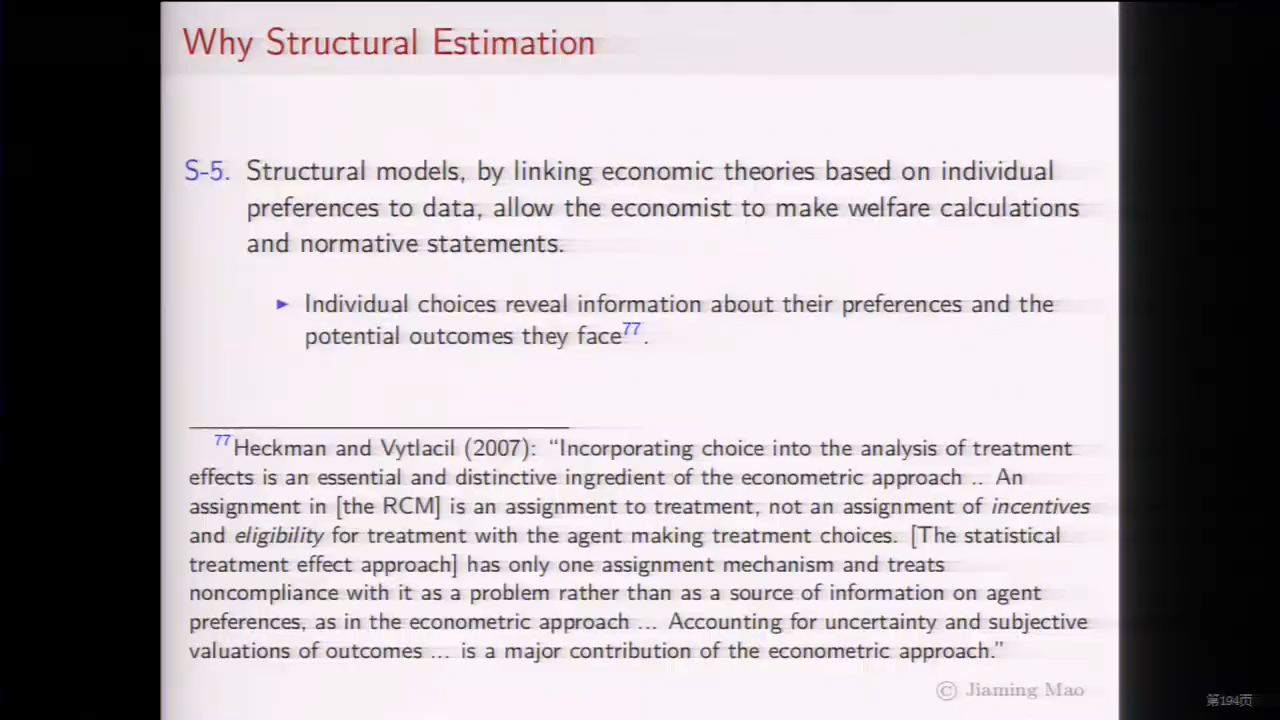 Why Structural Estimation
S-5. Structural models, by linking economic theories based on individual
preferences to data, allow the economist to make welfare calculations
and normative statements.
► Individual choices reveal information about their preferences and the
potential outcomes they face77.
77Heckman and Vytlacil (2007): “Incorporating choice into the analysis of treatment
effects is an essential and distinctive ingredient of the econometric approach .. An
assignment in [the RCM] is an assignment to treatment, not an assignment of incentives
and eligibility for treatment with the agent making treatment choices. [The statistical
treatment effect approach] has only one assignment mechanism and treats
noncompliance with it as a problem rather than as a source of information on agent
preferences, as in the econometric approach ... Accounting for uncertainty and subjective
valuations of outcomes ... is a major contribution of the econometric approach.”
© Jiaming Mao
第194页